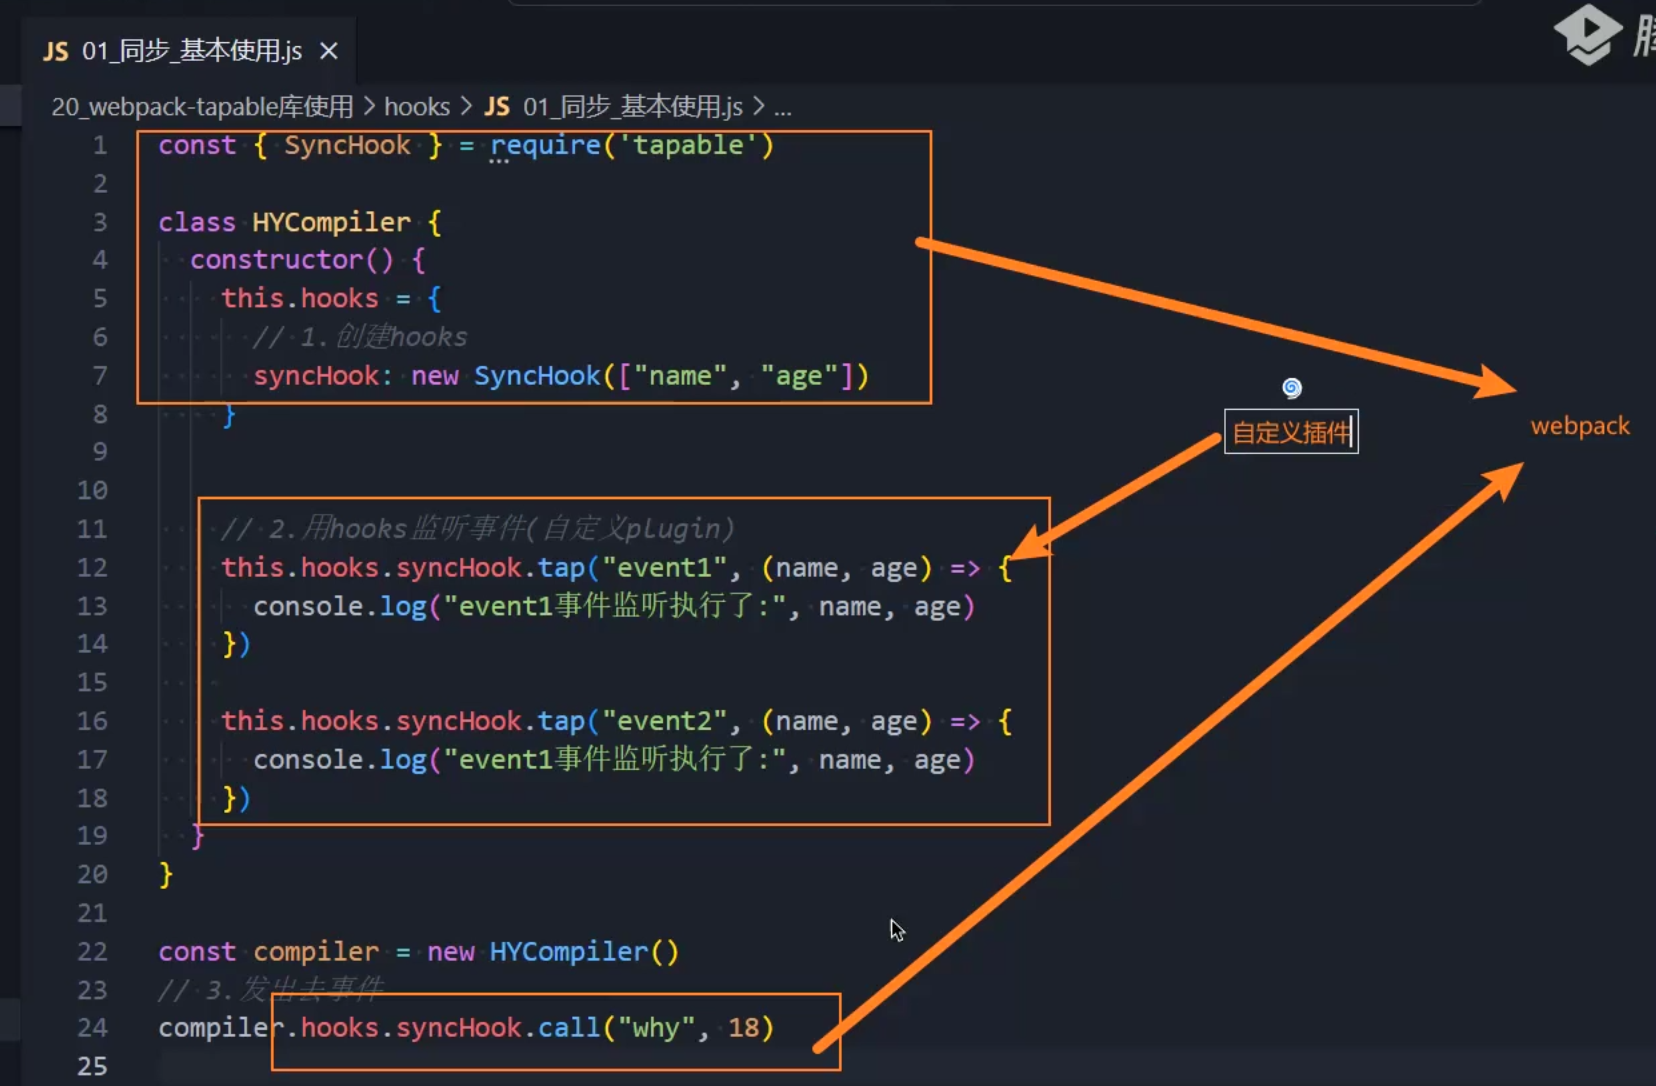 JS 01_同步_基本使用.js ×
20_webpack-tapable库使用 > hooks > JS 01_同步_基本使用.js > ...
1 const { SyncHook } = require('tapable')
2
3 class HYCompiler {
4 constructor() {
5 this.hooks = {
6 // 1.创建hooks
7 syncHook: new SyncHook(["name", "age"])
8 }
9
10
11 // 2.用hooks监听事件(自定义plugin)
12 this.hooks.syncHook.tap("event1", (name, age) => {
13 console.log("event1事件监听执行了:", name, age)
14 })
15
16 this.hooks.syncHook.tap("event2", (name, age) => {
17 console.log("event1事件监听执行了:", name, age)
18 })
19 }
20 }
21
22 const compiler = new HYCompiler()
23 // 3.发出去事件
24 compiler.hooks.syncHook.call("why", 18)
25
自定义插件
webpack